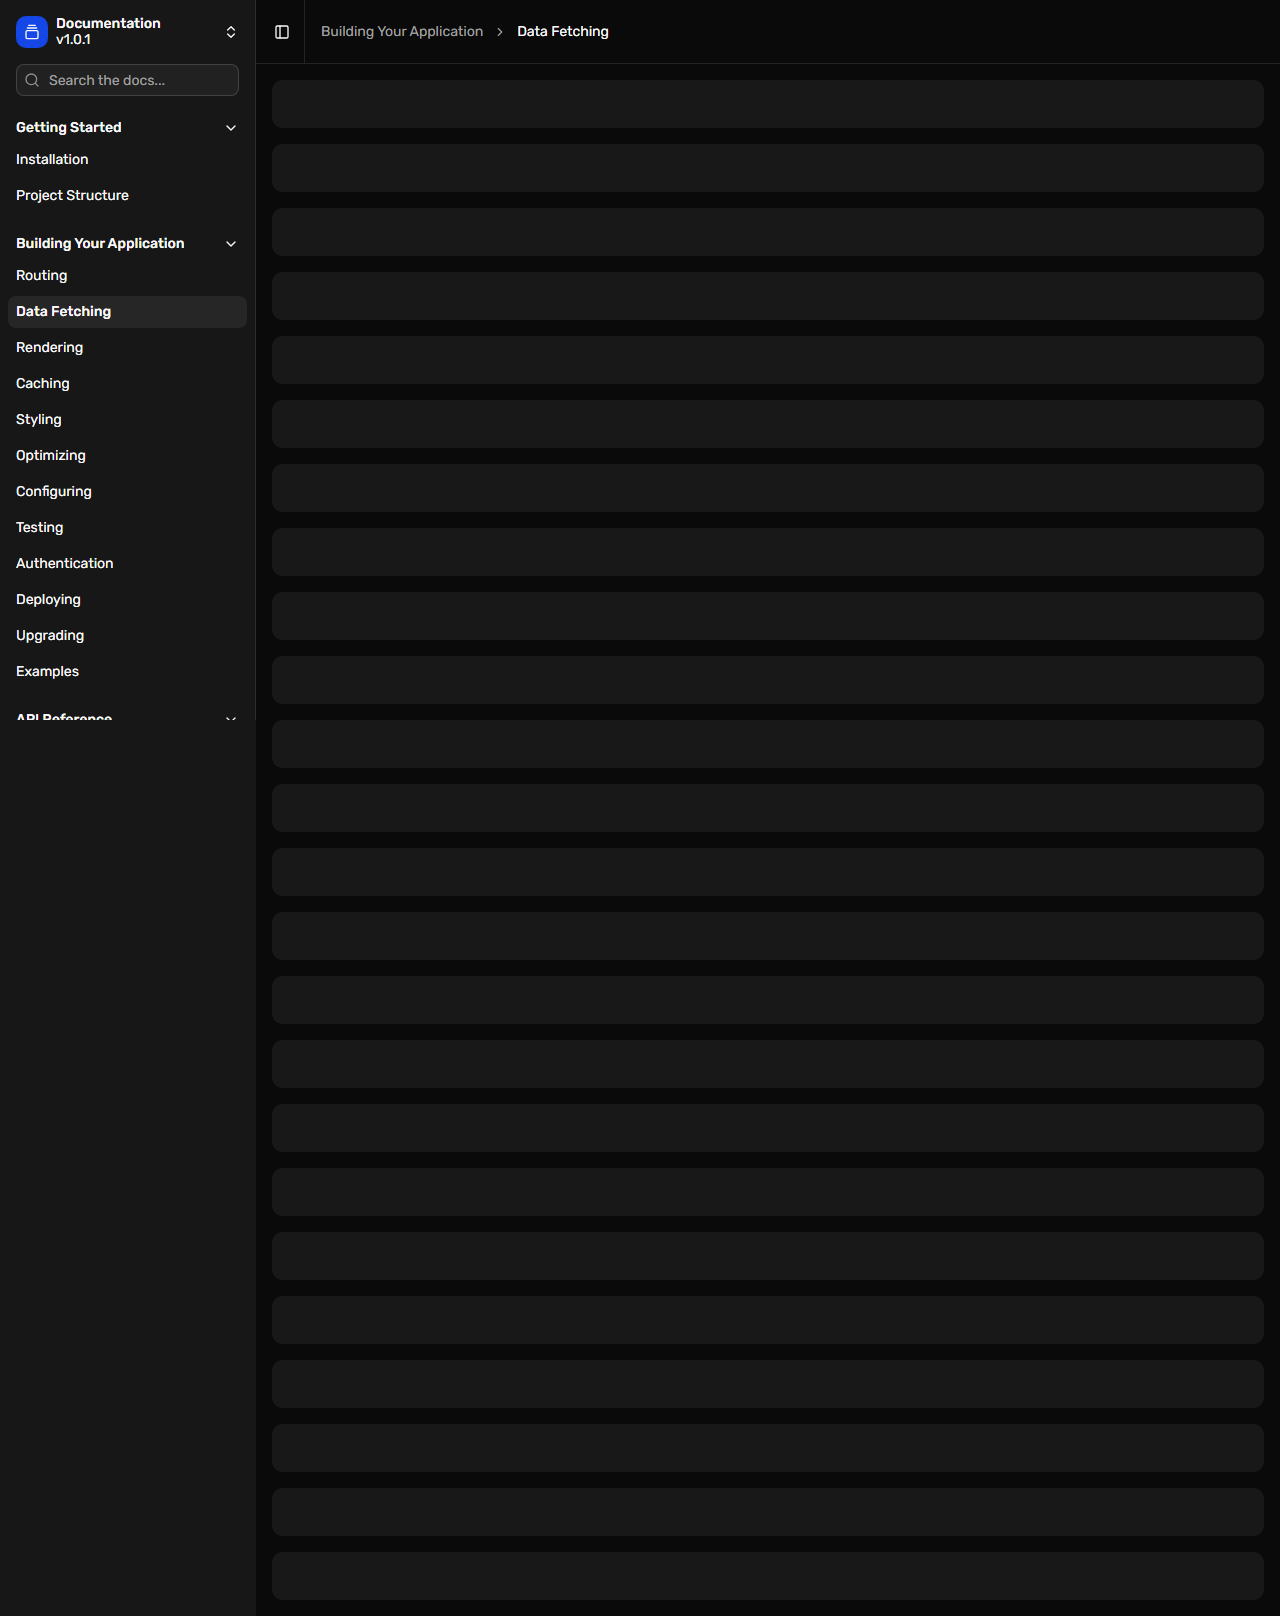 Documentation
v1.0.1
Search the docs...
Getting Started
Installation
Project Structure
Building Your Application
Routing
Data Fetching
Rendering
Caching
Styling
Optimizing
Configuring
Testing
Authentication
Deploying
Upgrading
Examples
API Reference
Building Your Application
Data Fetching